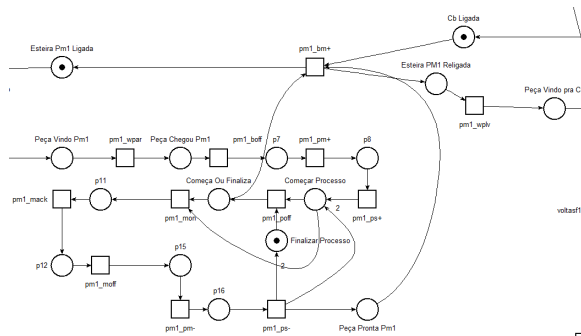 Cb Ligada
Esteira Pm1 Ligada
pm1_bm+
Esteira PM1 Religada
Peça Vindo pra C
pm1_wplv
Peça Vindo Pm1
pm1_wpar
Peça Chegou Pm1
pm1_boff
p7
pm1_pm+
p8
pm1_mack
p11
Começa Ou Finaliza
Começar Processo
pm1_mon
pm1_poff
2
pm1_ps+
voltasf1
Finalizar Processo
p12
pm1_moff
p15
2
p16
pm1_pm-
pm1_ps-
Peça Pronta Pm1